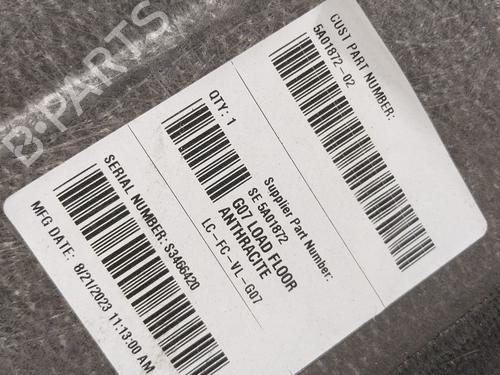 CUST PART NUMBER:
5A01872-02
QTY: 1
Supplier Part Number:
SE 5A01872
G07 LOAD FLOOR
ANTHRACITE
LC-FC-VL-G07
SERIAL NUMBER: S3466420
MFG DATE: 8/21/2023 11:13:00 AM
B-PARTS